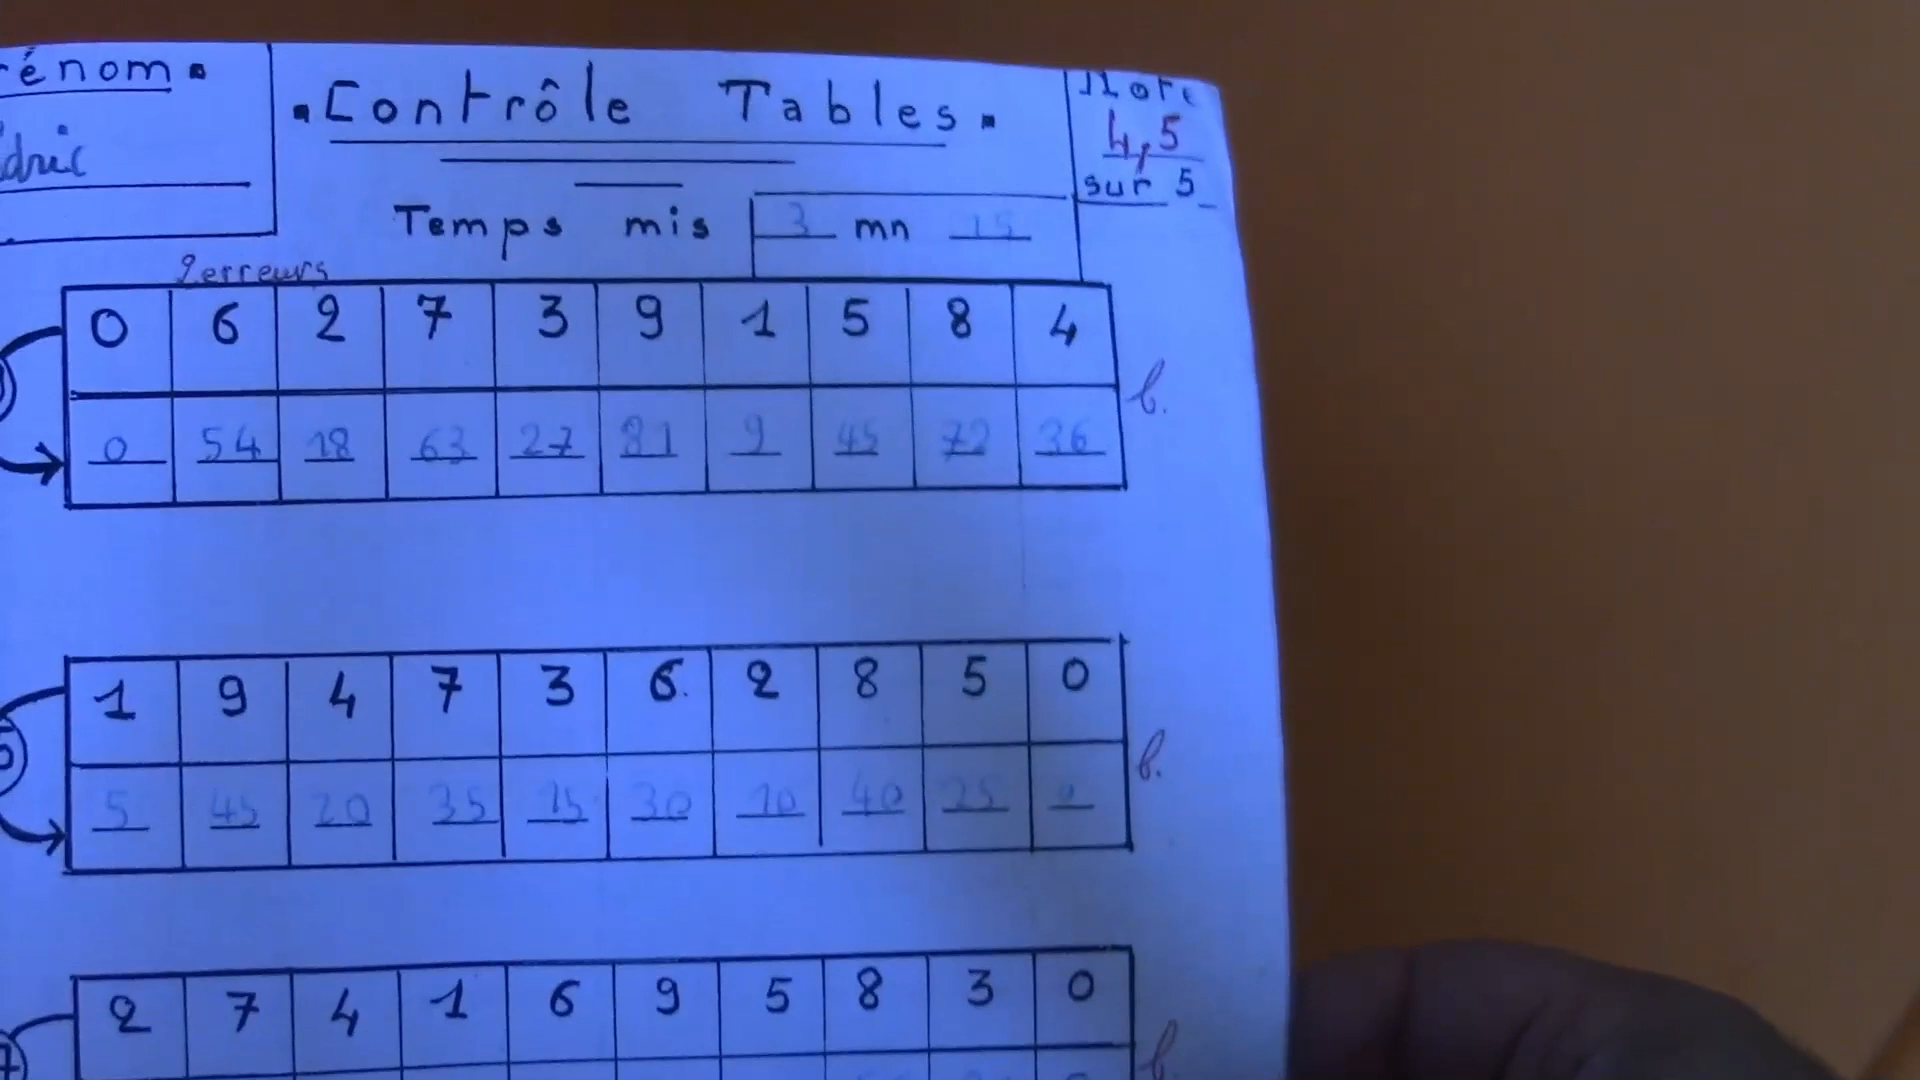 rénom.
dric
.Contrôle Tables.
Temps mis 3 mn 15
Note
4,5
sur 5
2 erreurs
0 6 2 7 3 9 1 5 8 4
0 54 18 63 27 81 9 45 72 36
b.
1 9 4 7 3 6. 2 8 5 0
5 45 20 35 15 30 10 40 25 0
b.
2 7 4 1 6 9 5 8 3 0
b.